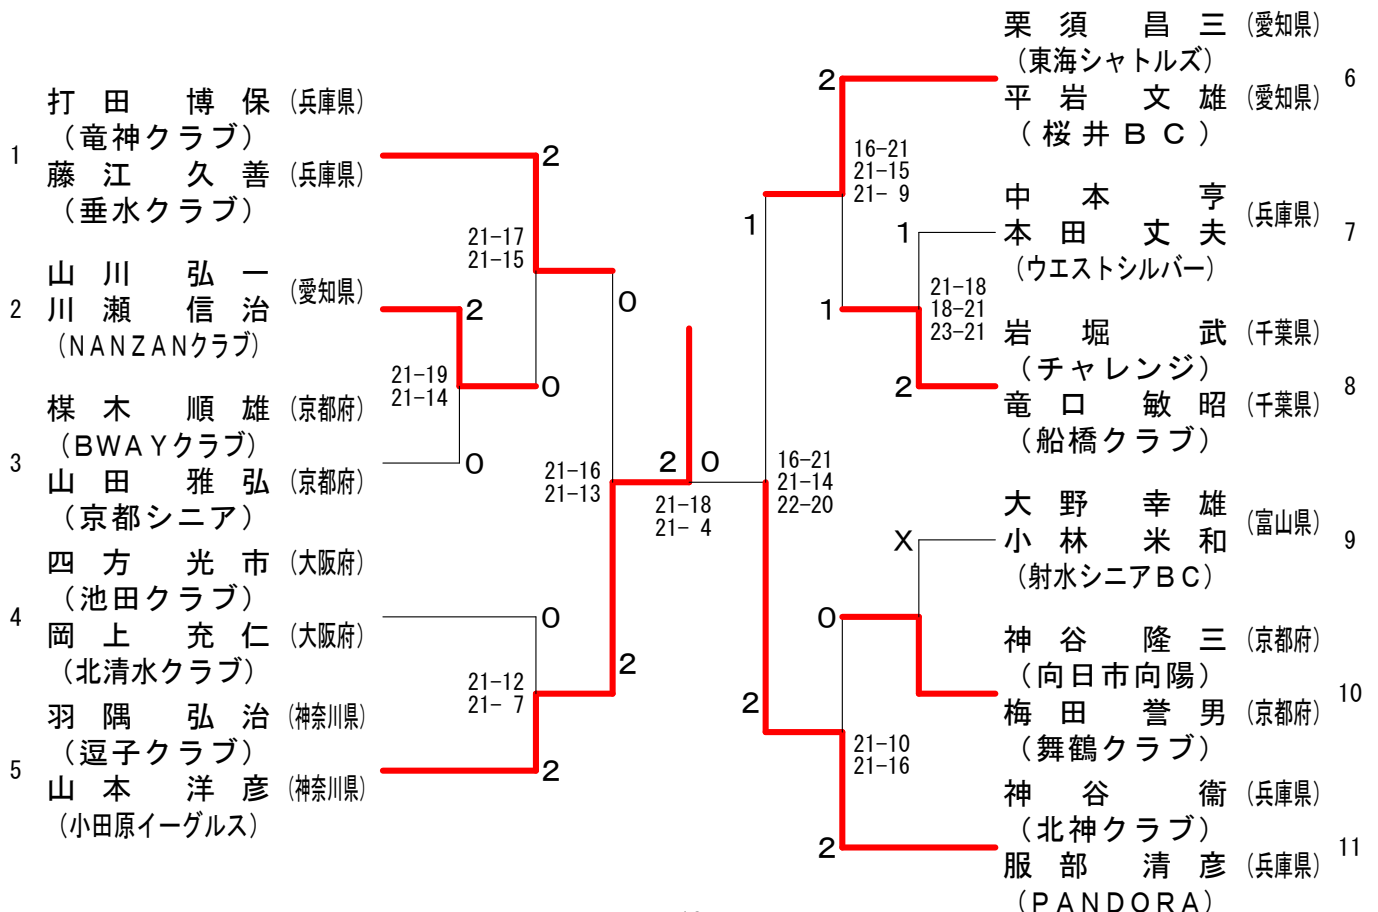 打田 博保 (兵庫県)
(竜神クラブ)
1
藤江 久善 (兵庫県)
(垂水クラブ)
山川 弘一
2 川瀬 信治 (愛知県)
(NANZANクラブ)
楳木 順雄 (京都府)
(BWAYクラブ)
3
山田 雅弘 (京都府)
(京都シニア)
四方 光市 (大阪府)
(池田クラブ)
4
岡上 充仁 (大阪府)
(北清水クラブ)
羽隅 弘治 (神奈川県)
(逗子クラブ)
5
山本 洋彦 (神奈川県)
(小田原イーグルス)
2
21-17
21-15
0
2
21-19
21-14
0
0
0
21-16
21-13
2
0
21-12
21- 7
2
2 0
21-18
21- 4
1
16-21
21-14
22-20
2
2
16-21
21-15
21- 9
1
1
21-18
18-21
23-21
2
X
0
21-10
21-16
2
栗須 昌三 (愛知県)
(東海シャトルズ)
6
平岩 文雄 (愛知県)
(桜井BC)
中本 亨
(兵庫県) 7
本田 丈夫
(ウエストシルバー)
岩堀 武 (千葉県)
(チャレンジ)
8
竜口 敏昭 (千葉県)
(船橋クラブ)
大野 幸雄
(富山県) 9
小林 米和
(射水シニアBC)
神谷 隆三 (京都府)
(向日市向陽)
10
梅田 誉男 (京都府)
(舞鶴クラブ)
神谷 衞 (兵庫県)
(北神クラブ)
11
服部 清彦 (兵庫県)
(PANDORA)